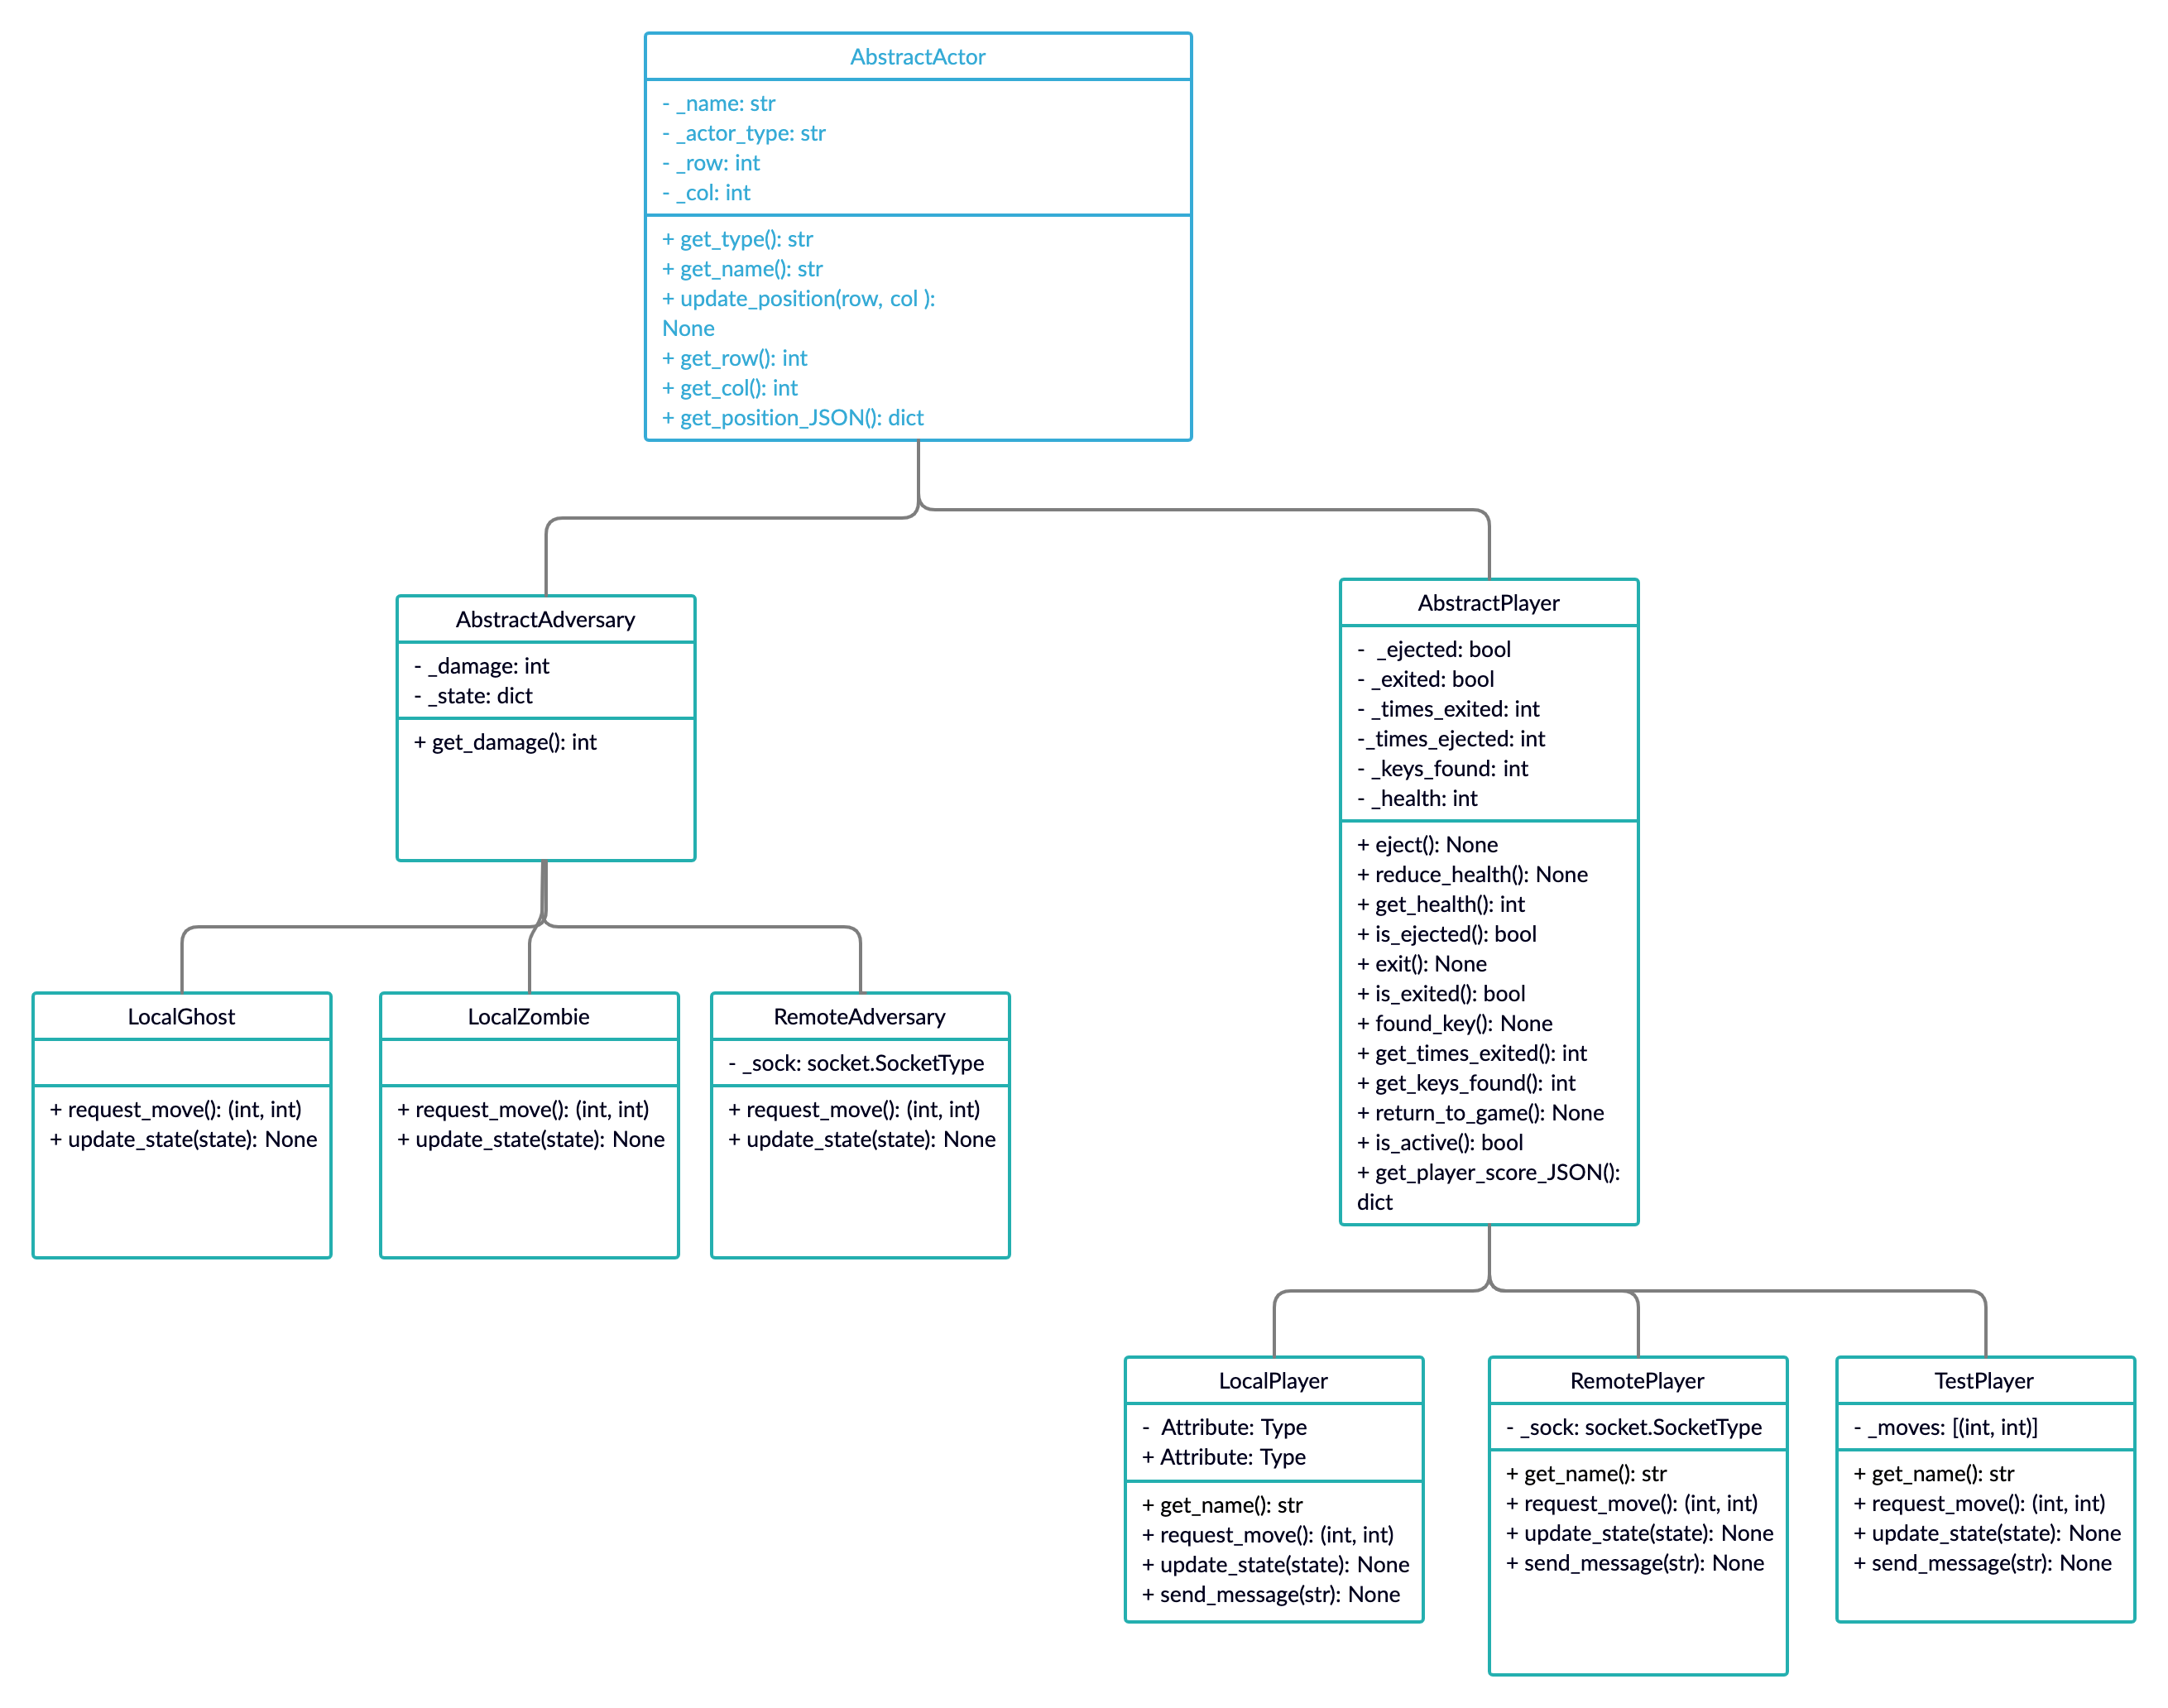 AbstractActor
- _name: str
- _actor_type: str
- _row: int
- _col: int
+ get_type(): str
+ get_name(): str
+ update_position(row, col ):
None
+ get_row(): int
+ get_col(): int
+ get_position_JSON(): dict
AbstractAdversary
- _damage: int
- _state: dict
+ get_damage(): int
AbstractPlayer
- _ejected: bool
- _exited: bool
- _times_exited: int
-_times_ejected: int
- _keys_found: int
- _health: int
+ eject(): None
+ reduce_health(): None
+ get_health(): int
+ is_ejected(): bool
+ exit(): None
+ is_exited(): bool
+ found_key(): None
+ get_times_exited(): int
+ get_keys_found(): int
+ return_to_game(): None
+ is_active(): bool
+ get_player_score_JSON():
dict
LocalGhost
+ request_move(): (int, int)
+ update_state(state): None
LocalZombie
+ request_move(): (int, int)
+ update_state(state): None
RemoteAdversary
- _sock: socket.SocketType
+ request_move(): (int, int)
+ update_state(state): None
LocalPlayer
- Attribute: Type
+ Attribute: Type
+ get_name(): str
+ request_move(): (int, int)
+ update_state(state): None
+ send_message(str): None
RemotePlayer
- _sock: socket.SocketType
+ get_name(): str
+ request_move(): (int, int)
+ update_state(state): None
+ send_message(str): None
TestPlayer
- _moves: [(int, int)]
+ get_name(): str
+ request_move(): (int, int)
+ update_state(state): None
+ send_message(str): None